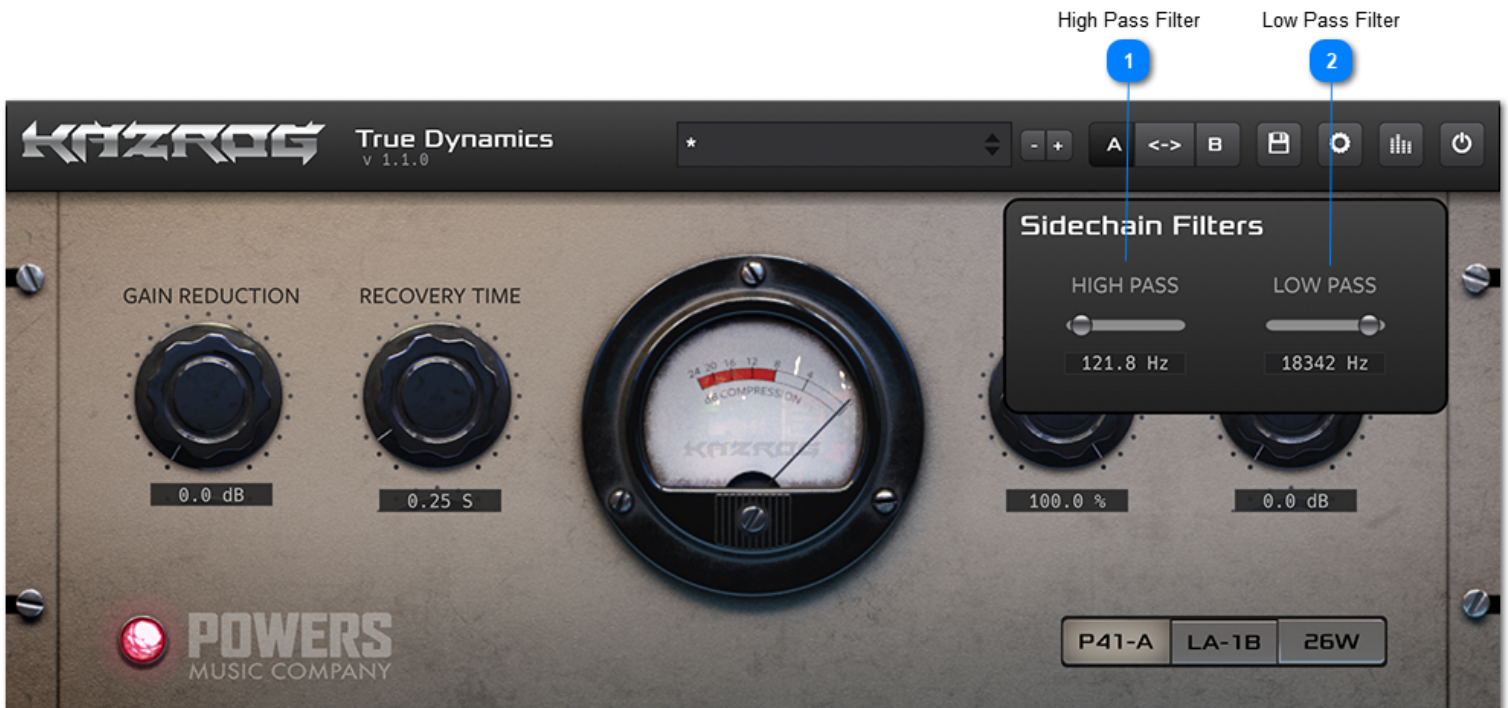 High Pass Filter
Low Pass Filter
1
2
KAZROG
True Dynamics
v 1.1.0
*
- +
A <-> B
Sidechain Filters
HIGH PASS
LOW PASS
121.8 Hz
18342 Hz
GAIN REDUCTION
RECOVERY TIME
0.0 dB
0.25 S
24 20 16 12 8 4
dB COMPRESSION
KAZROG
100.0 %
0.0 dB
POWERS
MUSIC COMPANY
P41-A LA-1B 26W